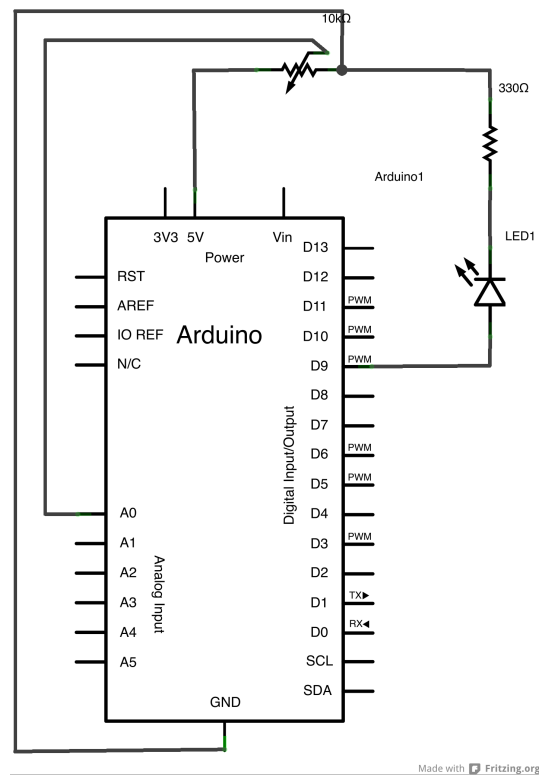 10kΩ
330Ω
Arduino1
LED1
3V3 5V Vin
Power
Arduino
RST
AREF
IO REF
N/C
A0
A1
A2
A3
A4
A5
Analog Input
D13
D12
D11 PWM
D10 PWM
D9 PWM
D8
D7
D6 PWM
D5 PWM
D4
D3 PWM
D2
D1 TX▶
D0 RX◀
SCL
SDA
Digital Input/Output
GND
Made with Fritzing.org